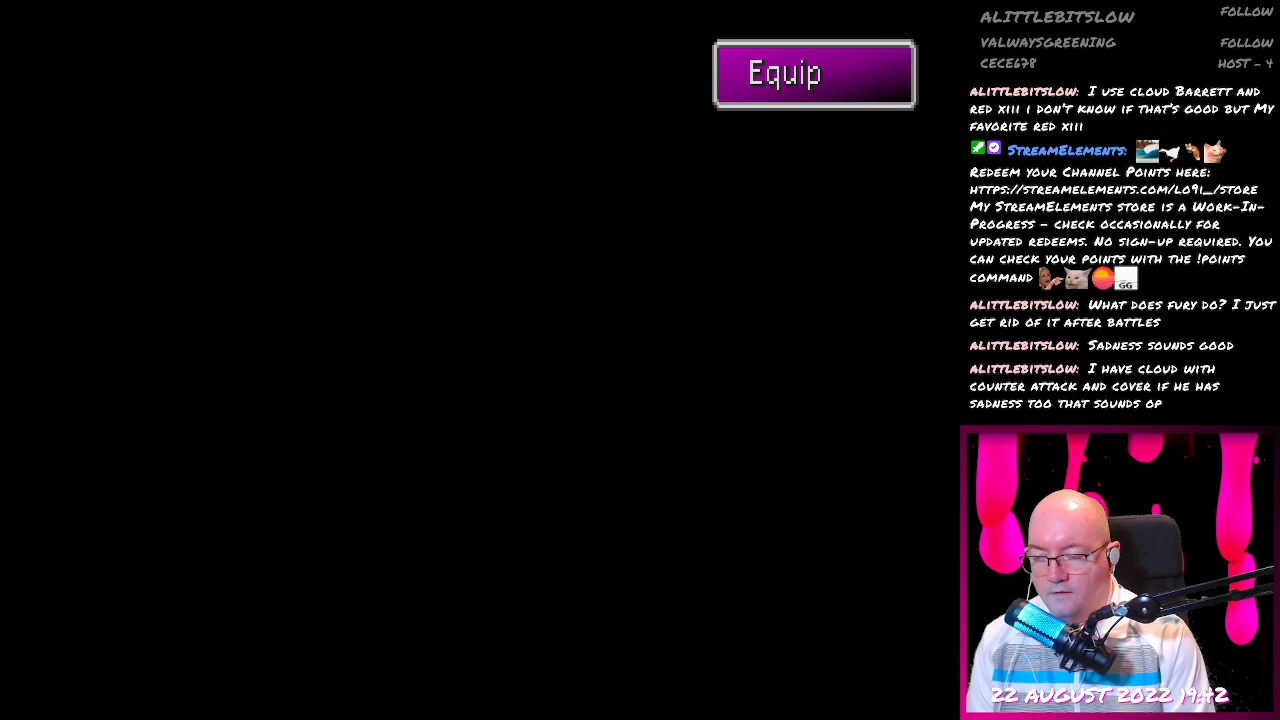 Equip
ALITTLEBITSLOW FOLLOW
VALWAYSGREENING FOLLOW
CECE678 HOST - 4
ALITTLEBITSLOW: I USE CLOUD BARRETT AND
RED XIII I DON'T KNOW IF THAT'S GOOD BUT MY
FAVORITE RED XIII
STREAMELEMENTS:
REDEEM YOUR CHANNEL POINTS HERE:
HTTPS://STREAMELEMENTS.COM/LO9I_/STORE
MY STREAMELEMENTS STORE IS A WORK-IN-
PROGRESS - CHECK OCCASIONALLY FOR
UPDATED REDEEMS. NO SIGN-UP REQUIRED. YOU
CAN CHECK YOUR POINTS WITH THE !POINTS
COMMAND GG
ALITTLEBITSLOW: WHAT DOES FURY DO? I JUST
GET RID OF IT AFTER BATTLES
ALITTLEBITSLOW: SADNESS SOUNDS GOOD
ALITTLEBITSLOW: I HAVE CLOUD WITH
COUNTER ATTACK AND COVER IF HE HAS
SADNESS TOO THAT SOUNDS OP
22 AUGUST 2022 19:42